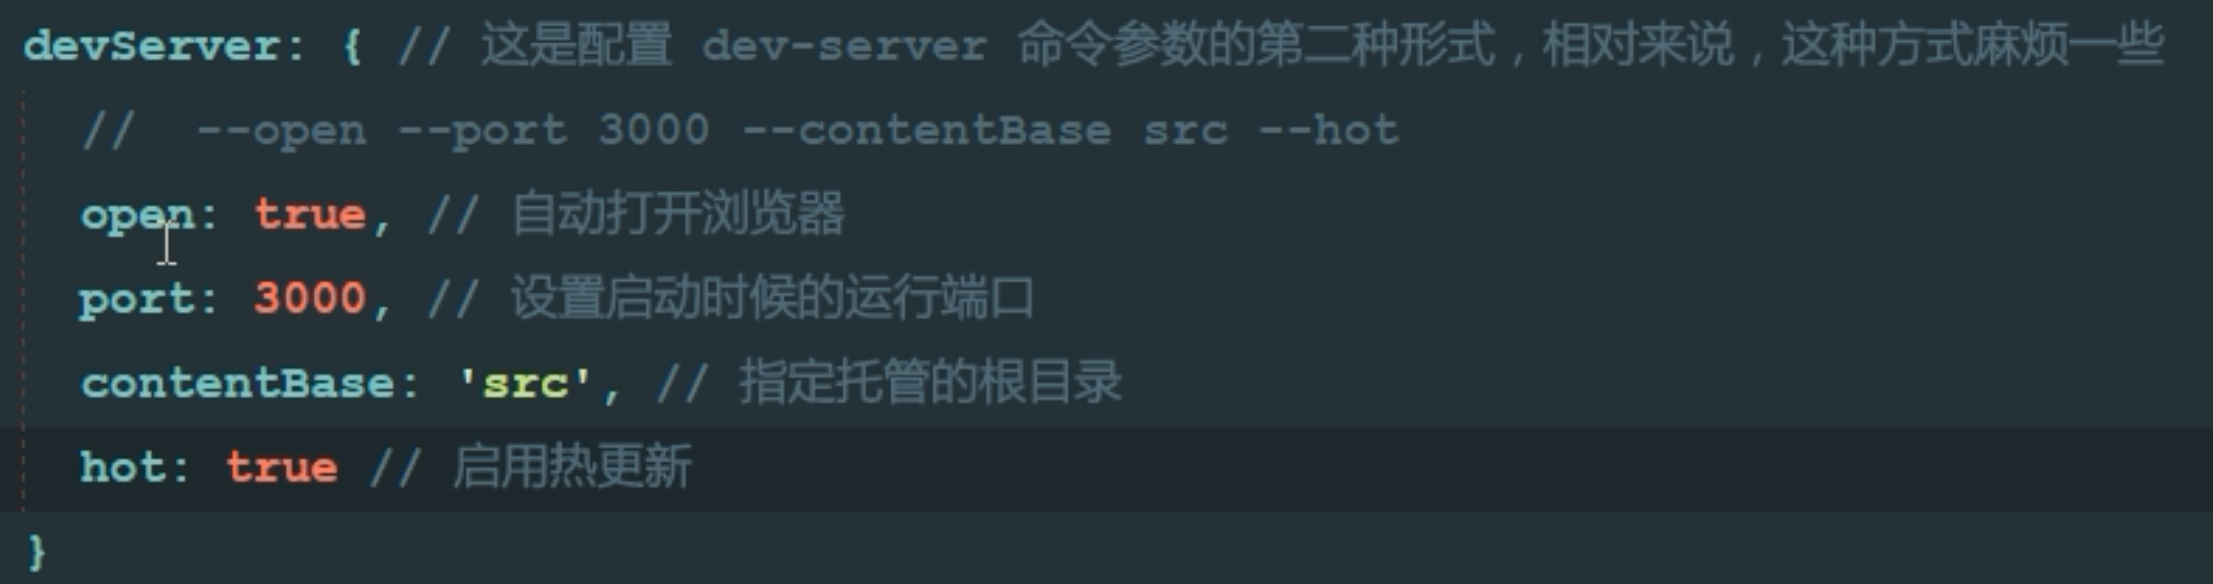 devServer: { // 这是配置 dev-server 命令参数的第二种形式，相对来说，这种方式麻烦一些
//  --open --port 3000 --contentBase src --hot
open: true, // 自动打开浏览器
port: 3000, // 设置启动时候的运行端口
contentBase: 'src', // 指定托管的根目录
hot: true // 启用热更新
}